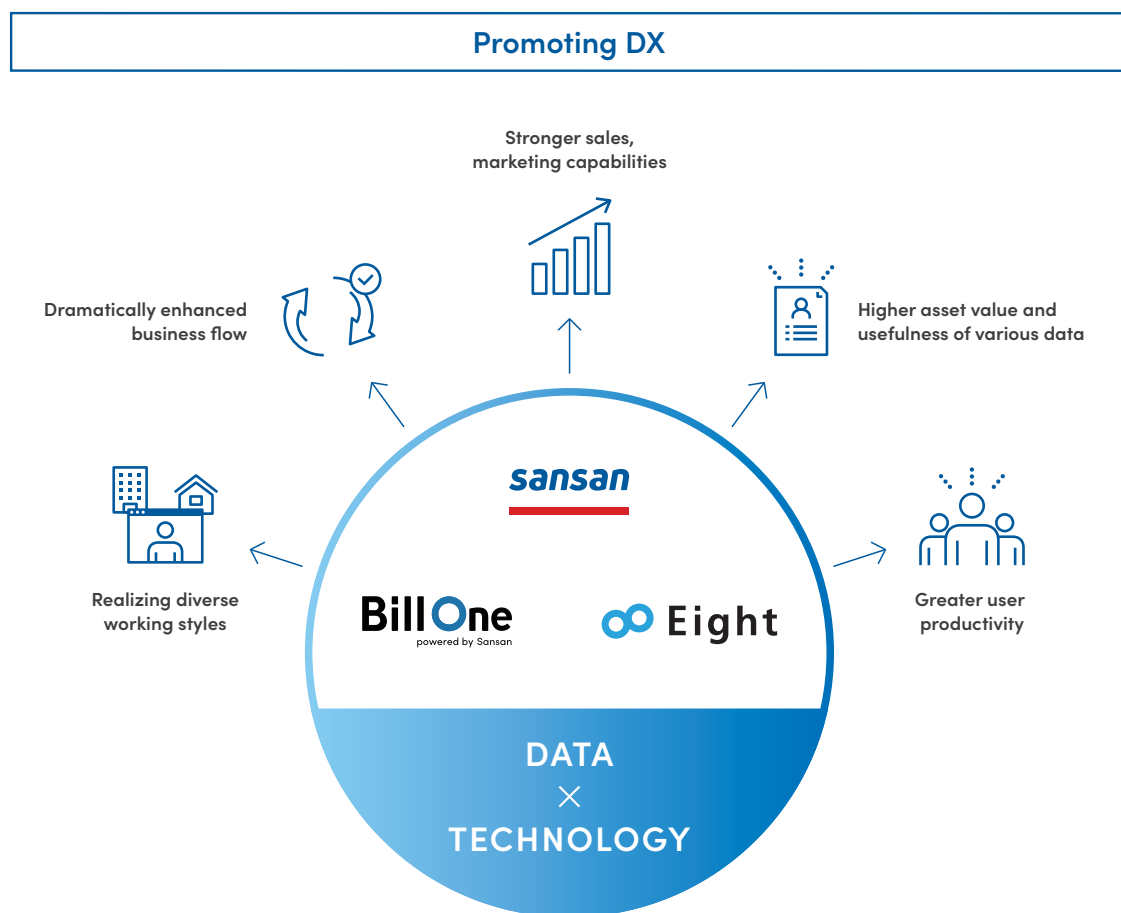 Promoting DX
Stronger sales,
marketing capabilities
Dramatically enhanced
business flow
Higher asset value and
usefulness of various data
Realizing diverse
working styles
Greater user
productivity
sansan
Bill One
powered by Sansan
Eight
DATA
×
TECHNOLOGY